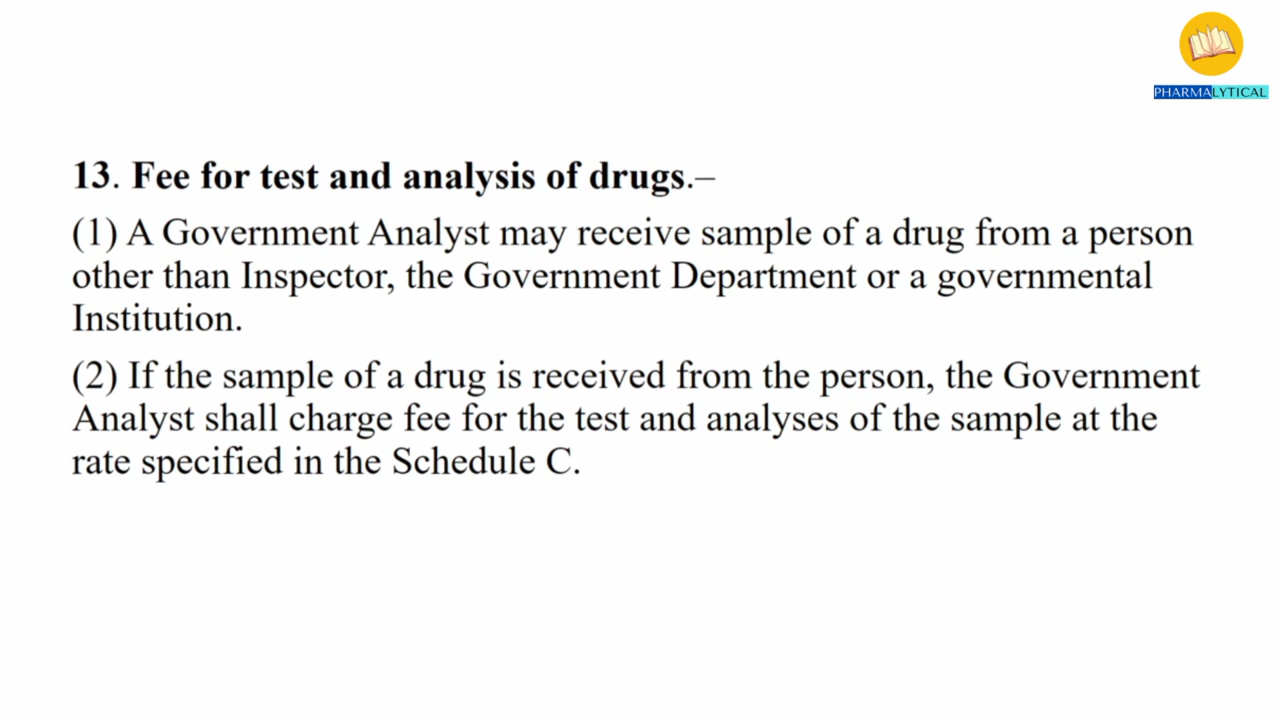 PHARMALYTICAL
13. Fee for test and analysis of drugs.–
(1) A Government Analyst may receive sample of a drug from a person
other than Inspector, the Government Department or a governmental
Institution.
(2) If the sample of a drug is received from the person, the Government
Analyst shall charge fee for the test and analyses of the sample at the
rate specified in the Schedule C.